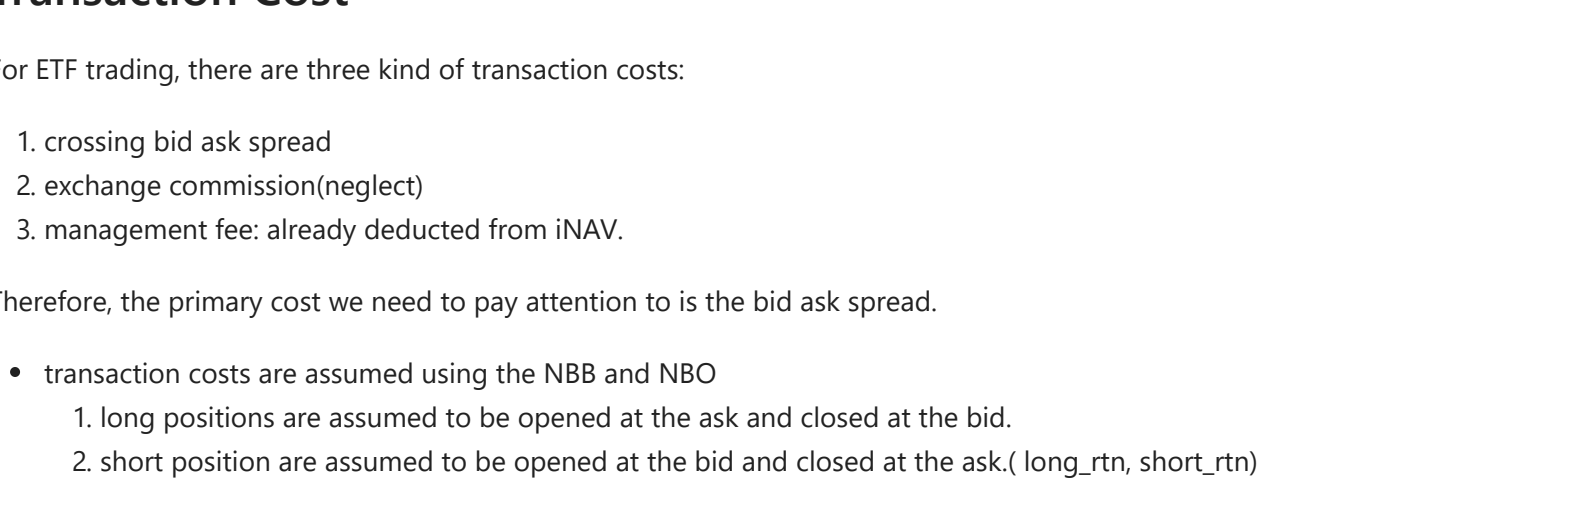 Transaction Cost
For ETF trading, there are three kind of transaction costs:
1. crossing bid ask spread
2. exchange commission(neglect)
3. management fee: already deducted from iNAV.
Therefore, the primary cost we need to pay attention to is the bid ask spread.
• transaction costs are assumed using the NBB and NBO
1. long positions are assumed to be opened at the ask and closed at the bid.
2. short position are assumed to be opened at the bid and closed at the ask.( long_rtn, short_rtn)